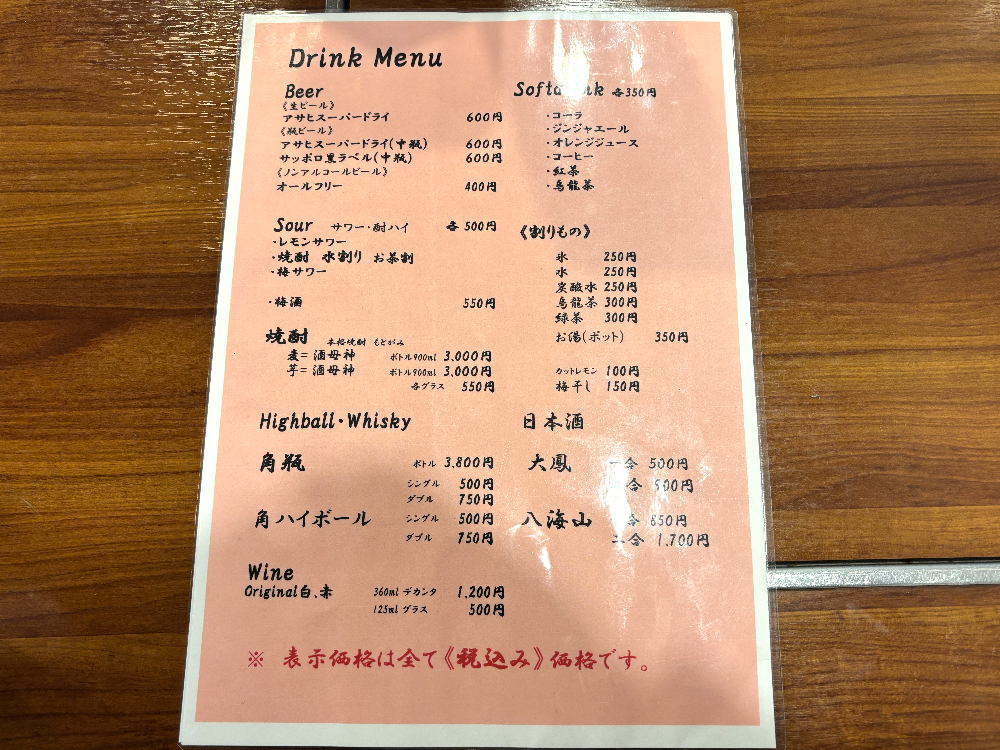 Drink Menu
Beer
《生ビール》
アサヒスーパードライ 600円
《瓶ビール》
アサヒスーパードライ(中瓶) 600円
サッポロ黒ラベル(中瓶) 600円
《ノンアルコールビール》
オールフリー 400円
Sour サワー・酎ハイ 各500円
・レモンサワー
・焼酎 水割り お茶割
・梅サワー
・梅酒 550円
焼酎 本格焼酎 もとがみ
麦=酒母神 ボトル900ml 3,000円
芋=酒母神 ボトル900ml 3,000円
各グラス 550円
Highball・Whisky
角瓶 ボトル 3,800円
シングル 500円
ダブル 750円
角ハイボール シングル 500円
ダブル 750円
Wine
Original白、赤 360ml デカンタ 1,200円
125ml グラス 500円
各350円
・コーラ
・ジンジャエール
・オレンジジュース
・コーヒー
・紅茶
・烏龍茶
《割りもの》
氷 250円
水 250円
炭酸水 250円
烏龍茶 300円
緑茶 300円
お湯(ポット) 350円
カットレモン 100円
梅干し 150円
日本酒
大鳳 一合 500円
合 900円
八海山 合 850円
二合 1,700円
※ 表示価格は全て《税込み》価格です。